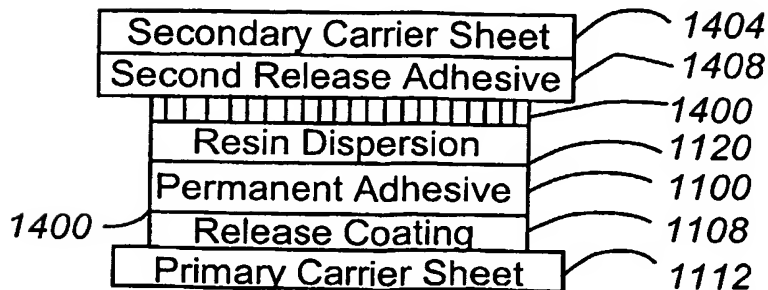 Secondary Carrier Sheet 1404
Second Release Adhesive 1408
1400
Resin Dispersion 1120
Permanent Adhesive 1100
1400 Release Coating 1108
Primary Carrier Sheet 1112